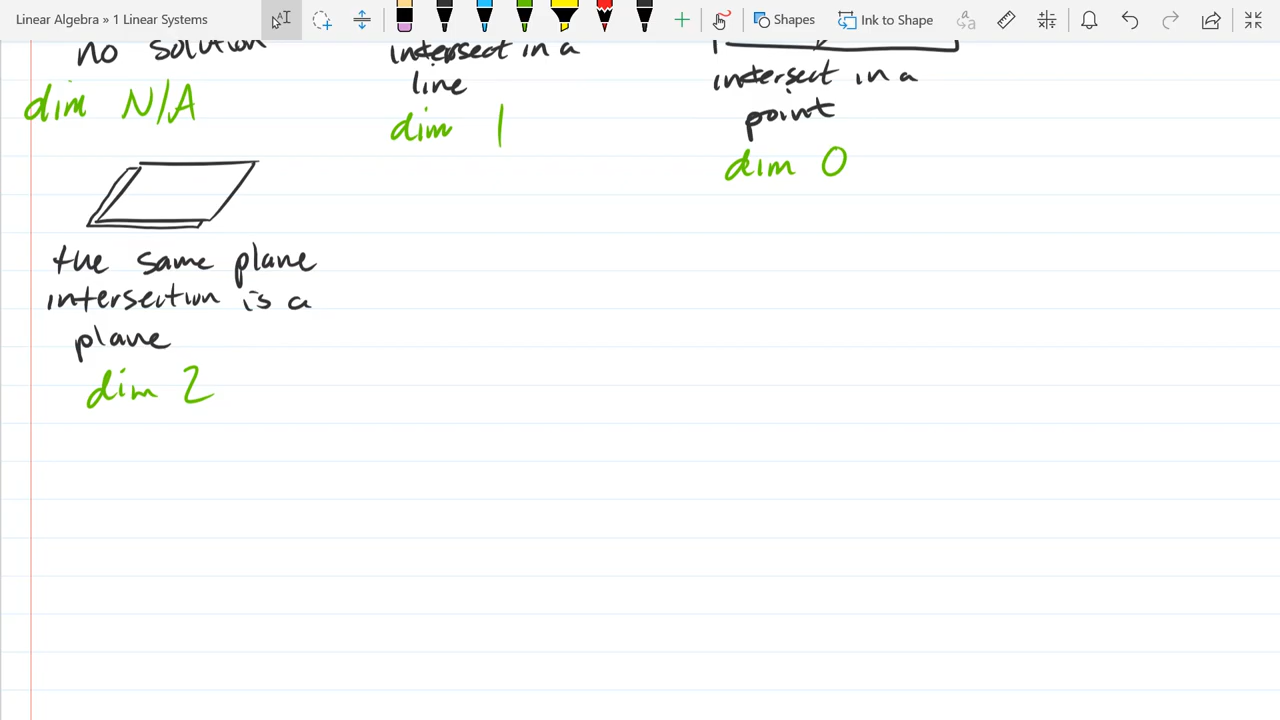 Linear Algebra » 1 Linear Systems
Shapes
Ink to Shape
no solution
dim N/A
intersect in a
line
dim 1
intersect in a
point
dim 0
the same plane
intersection is a
plane
dim 2